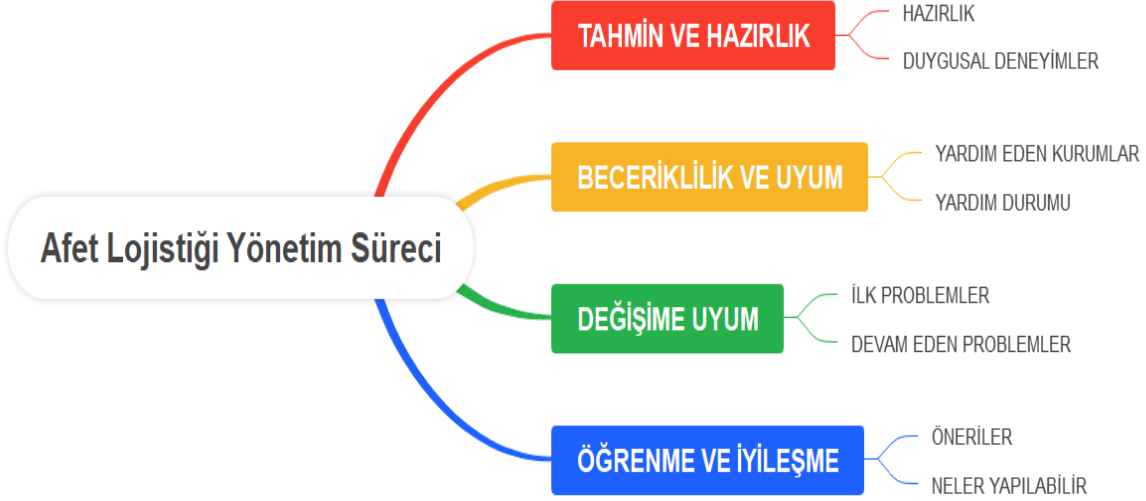 Afet Lojistiği Yönetim Süreci
TAHMİN VE HAZIRLIK
HAZIRLIK
DUYGUSAL DENEYİMLER
BECERİKLİLİK VE UYUM
YARDIM EDEN KURUMLAR
YARDIM DURUMU
DEĞİŞİME UYUM
İLK PROBLEMLER
DEVAM EDEN PROBLEMLER
ÖĞRENME VE İYİLEŞME
ÖNERİLER
NELER YAPILABİLİR